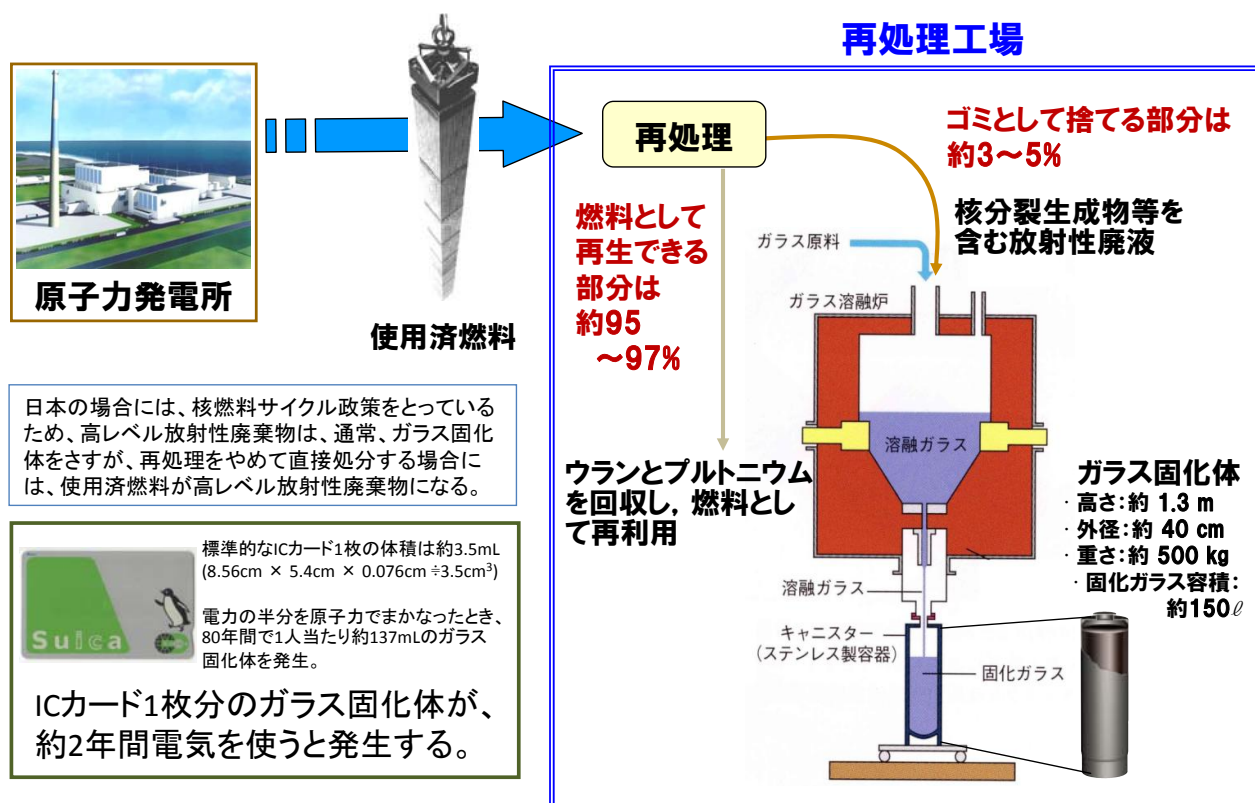 再処理工場
原子力発電所
使用済燃料
再処理
ゴミとして捨てる部分は
約3～5%
核分裂生成物等を
含む放射性廃液
燃料として
再生できる
部分は
約95
～97%
ウランとプルトニウム
を回収し，燃料とし
て再利用
ガラス原料
ガラス溶融炉
溶融ガラス
溶融ガラス
キャニスター
(ステンレス製容器)
固化ガラス
ガラス固化体
・高さ：約 1.3 m
・外径：約 40 cm
・重さ：約 500 kg
・固化ガラス容積：
約150ℓ
日本の場合には、核燃料サイクル政策をとっている
ため、高レベル放射性廃棄物は、通常、ガラス固化
体をさすが、再処理をやめて直接処分する場合に
は、使用済燃料が高レベル放射性廃棄物になる。
Suica
標準的なICカード1枚の体積は約3.5mL
(8.56cm × 5.4cm × 0.076cm ≑3.5cm³)
電力の半分を原子力でまかなったとき、
80年間で1人当たり約137mLのガラス
固化体を発生。
ICカード1枚分のガラス固化体が、
約2年間電気を使うと発生する。